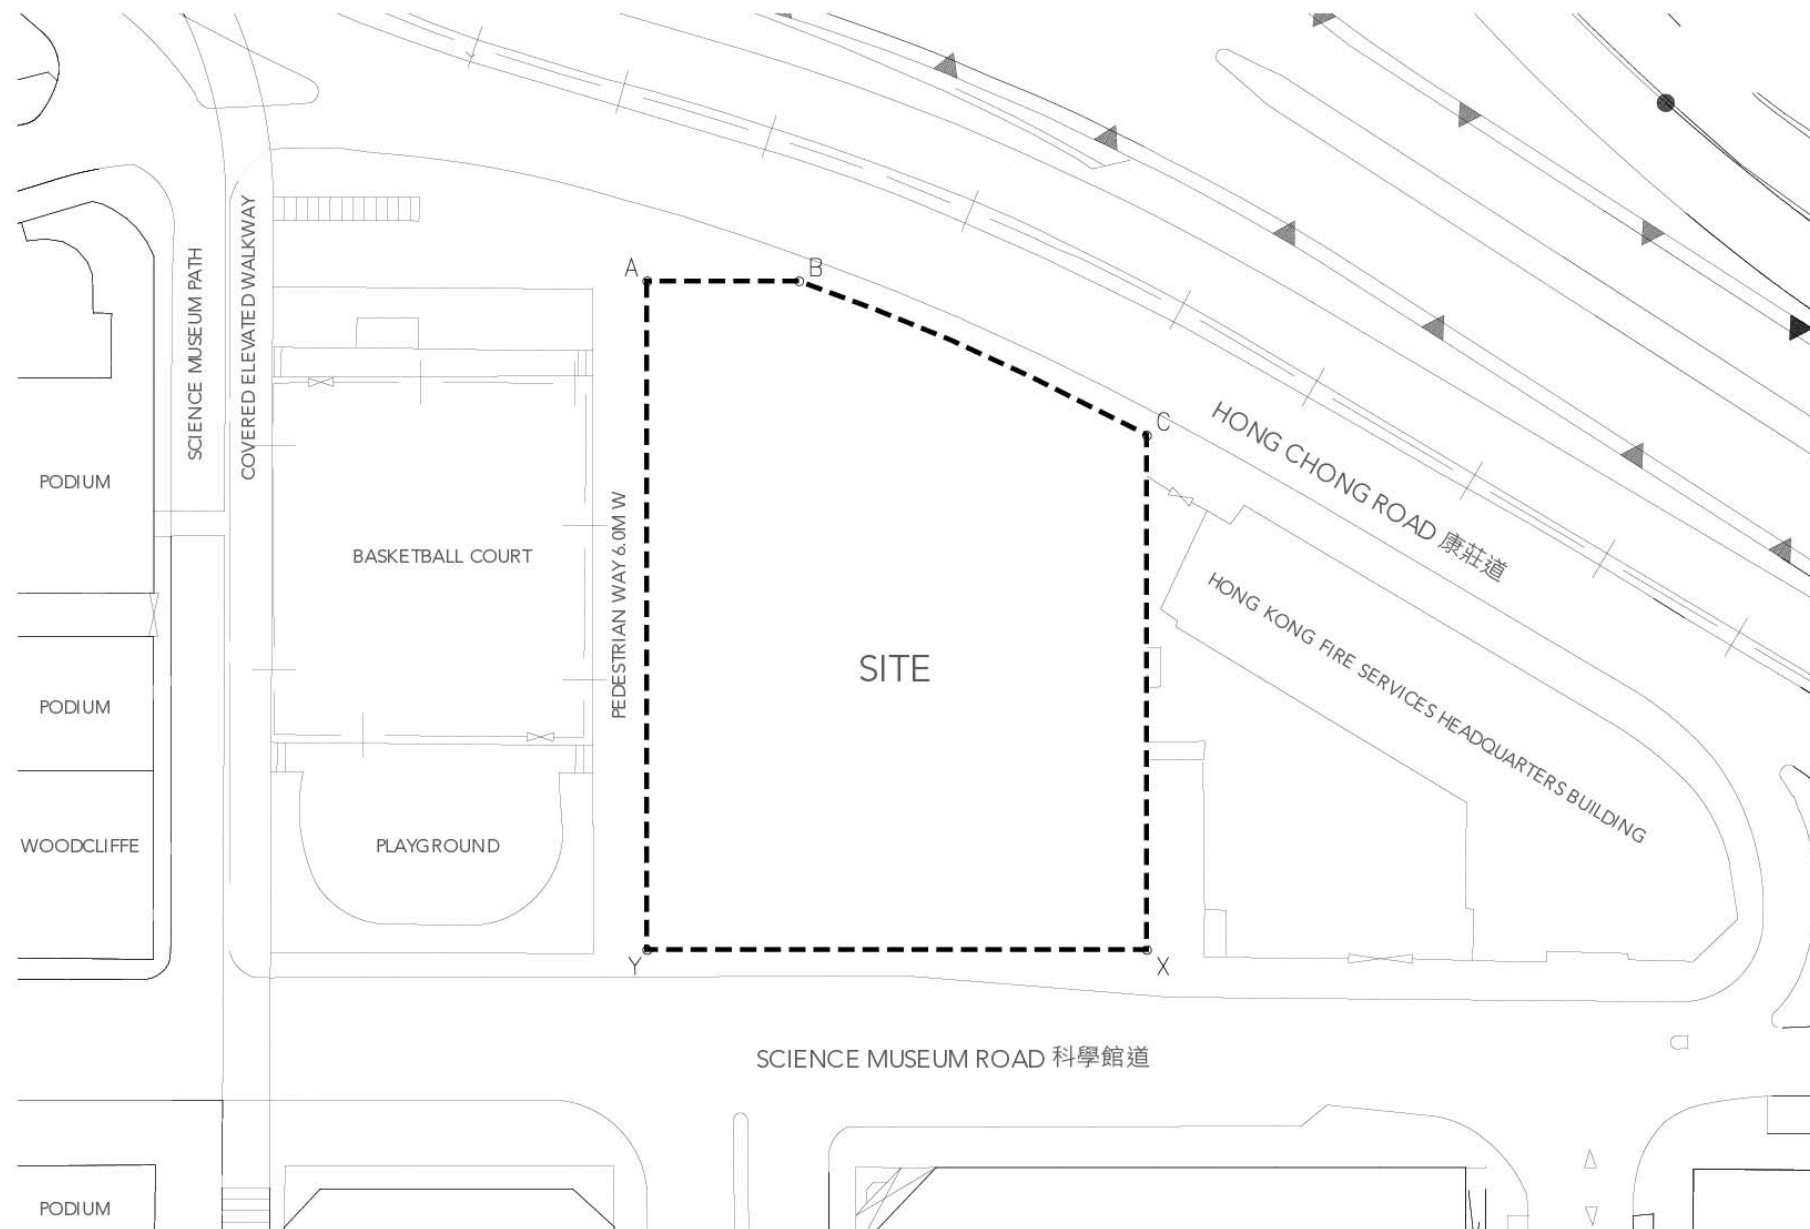 A
B
C
SCIENCE MUSEUM PATH
COVERED ELEVATED WALKWAY
PODIUM
BASKETBALL COURT
PEDESTRIAN WAY 6.0M W
HONG CHONG ROAD 康莊道
HONG KONG FIRE SERVICES HEADQUARTERS BUILDING
SITE
PODIUM
WOODCLIFFE
PLAYGROUND
Y
X
SCIENCE MUSEUM ROAD 科學館道
PODIUM